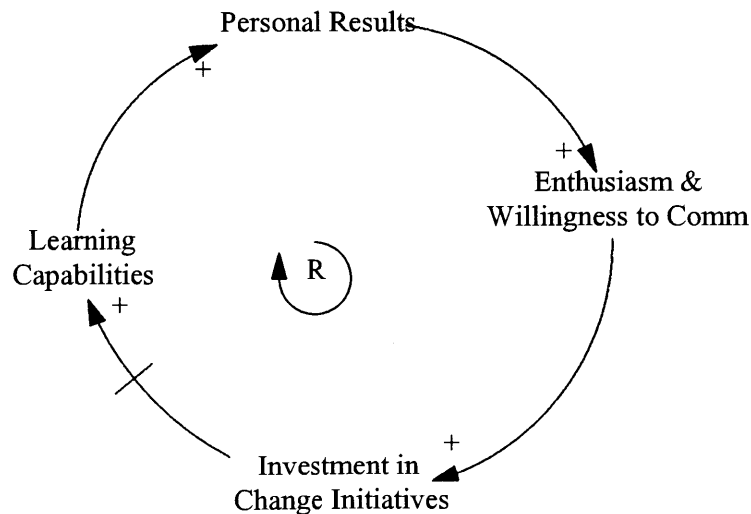 Personal Results
+
+
Enthusiasm &
Willingness to Comm
Learning
Capabilities
R
+
+
Investment in
Change Initiatives